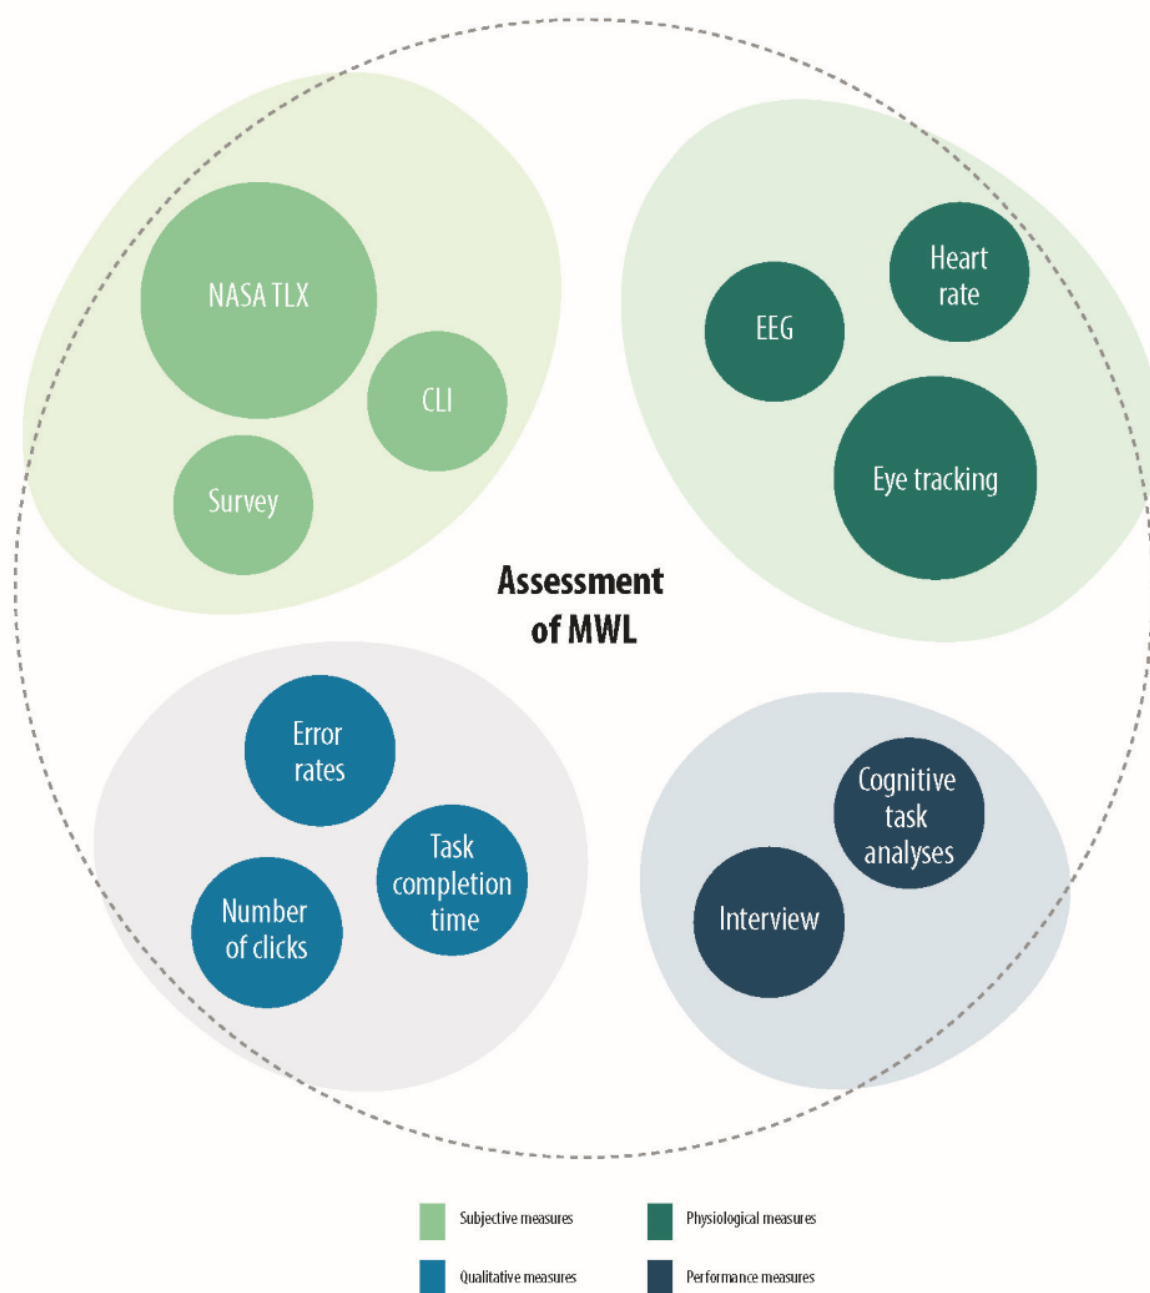 NASA TLX
CLI
Survey
Heart
rate
EEG
Eye tracking
Assessment
of MWL
Error
rates
Task
completion
time
Number
of clicks
Cognitive
task
analyses
Interview
Subjective measures
Physiological measures
Qualitative measures
Performance measures